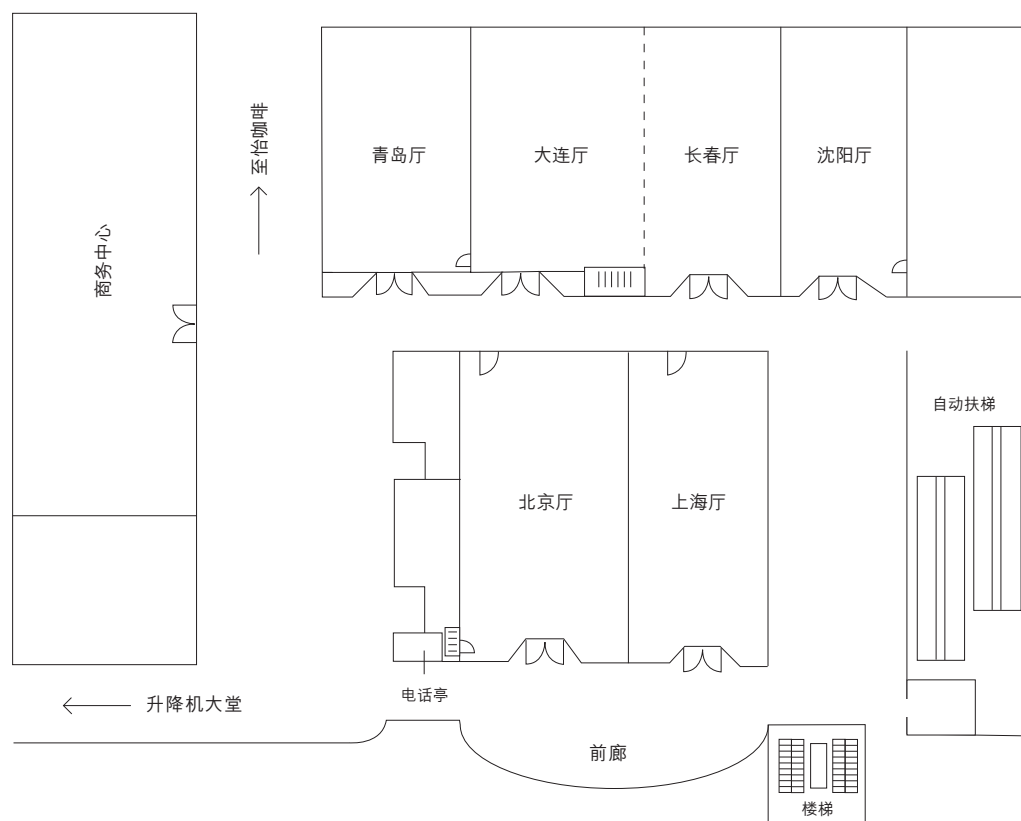 至怡咖啡
青岛厅
大连厅
长春厅
沈阳厅
商务中心
自动扶梯
北京厅
上海厅
电话亭
升降机大堂
前廊
楼梯